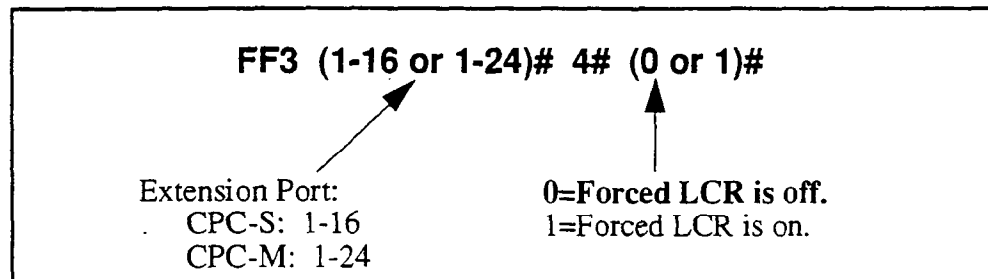 FF3 (1-16 or 1-24)# 4# (0 or 1)#
Extension Port:
CPC-S: 1-16
CPC-M: 1-24
0=Forced LCR is off.
1=Forced LCR is on.